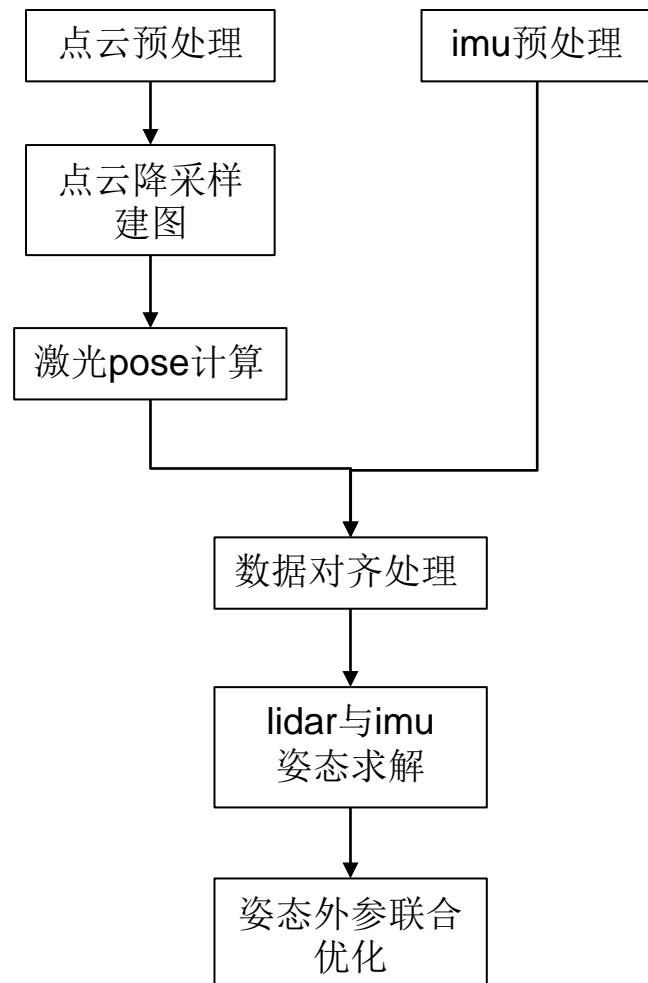 点云预处理
imu预处理
点云降采样
建图
激光pose计算
数据对齐处理
lidar与imu
姿态求解
姿态外参联合
优化